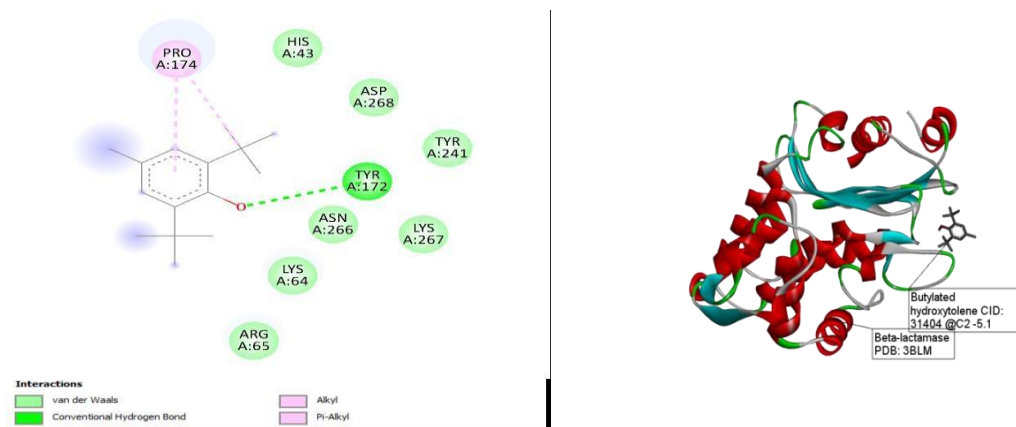 PRO
A:174
HIS
A:43
ASP
A:268
TYR
A:241
TYR
A:172
ASN
A:266
LYS
A:267
LYS
A:64
ARG
A:65
O
Interactions
van der Waals
Conventional Hydrogen Bond
Alkyl
Pi-Alkyl
Butylated
hydroxytolene CID:
31404 @C2 -5.1
Beta-lactamase
PDB: 3BLM